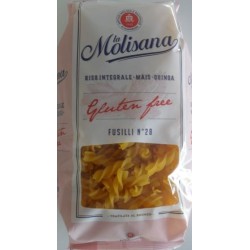 la
Molisana
RISO INTEGRALE - MAIS - QUINOA
Gluten free
FUSILLI N°28